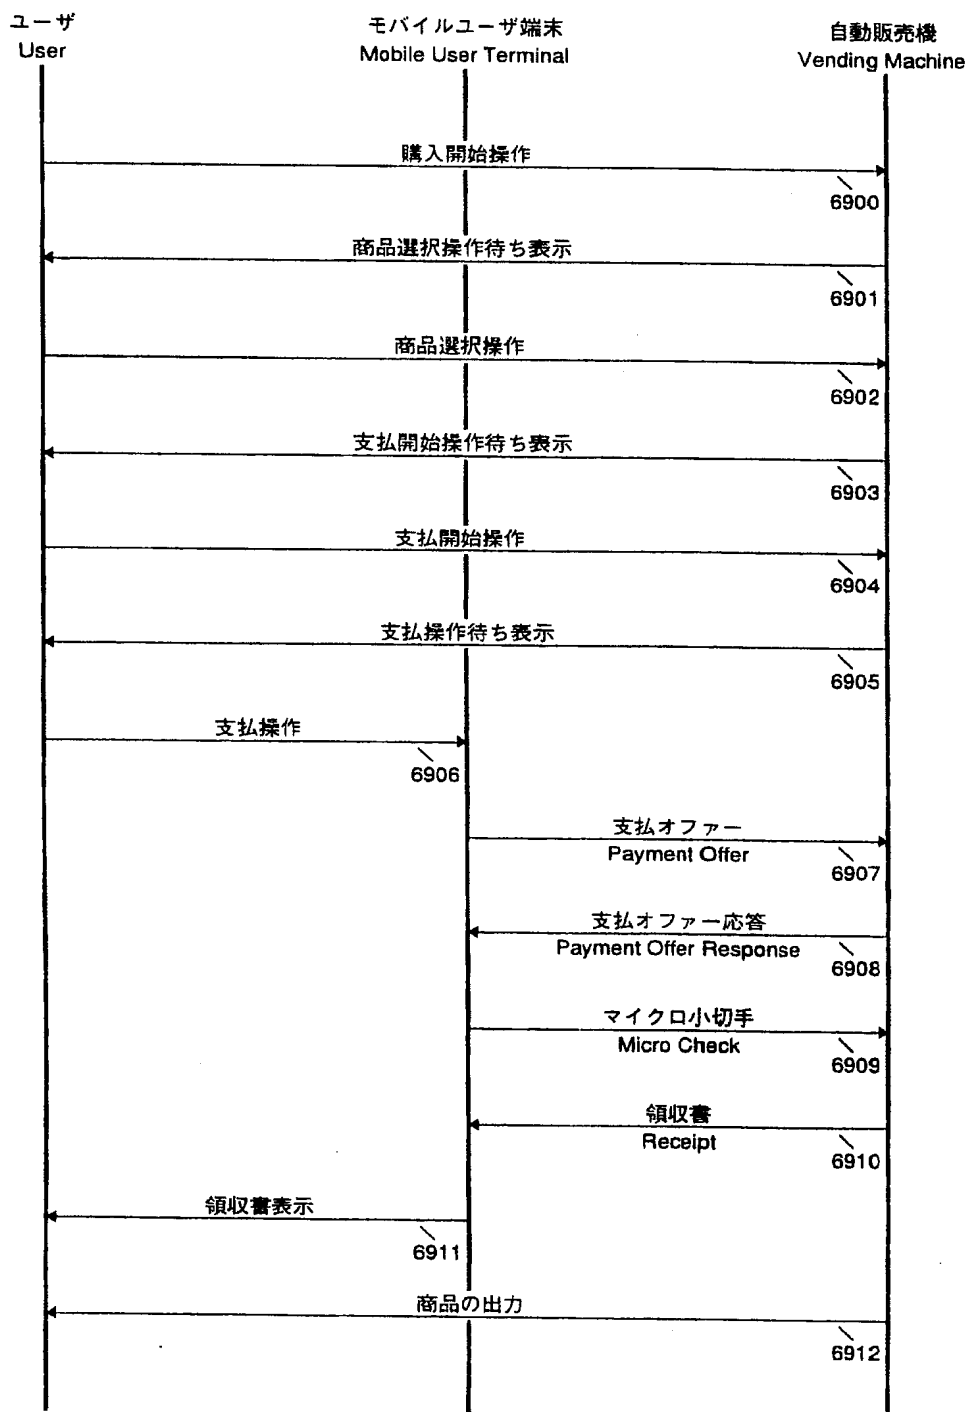 ユーザ
User
モバイルユーザ端末
Mobile User Terminal
自動販売機
Vending Machine
購入開始操作
6900
商品選択操作待ち表示
6901
商品選択操作
6902
支払開始操作待ち表示
6903
支払開始操作
6904
支払操作待ち表示
6905
支払操作
6906
支払オファー
Payment Offer
6907
支払オファー応答
Payment Offer Response
6908
マイクロ小切手
Micro Check
6909
領収書
Receipt
6910
領収書表示
6911
商品の出力
6912